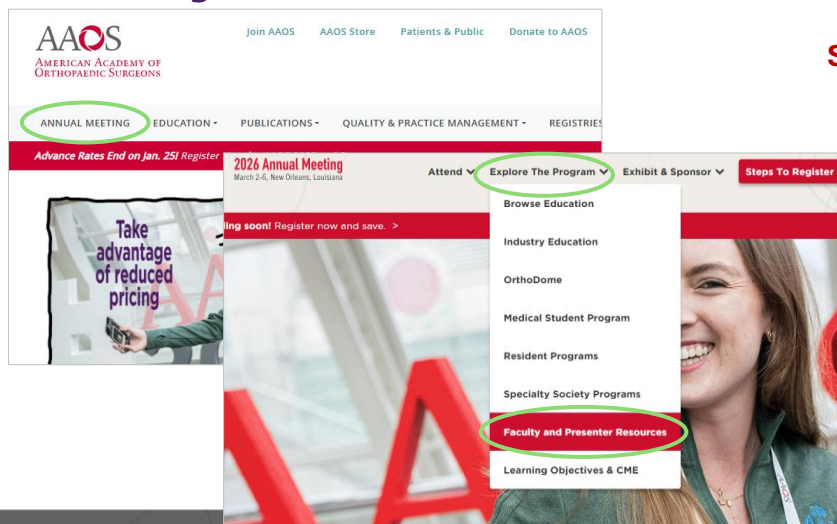 Join AAOS AAOS Store Patients & Public Donate to AAOS
AAOS
AMERICAN ACADEMY OF
ORTHOPAEDIC SURGEONS
ANNUAL MEETING EDUCATION PUBLICATIONS QUALITY & PRACTICE MANAGEMENT REGISTRIES
Advance Rates End on Jan. 25! Register
Take
advantage
of reduced
pricing
2026 Annual Meeting
March 2-6, New Orleans, Louisiana
Attend Explore The Program Exhibit & Sponsor Steps To Register
ing soon! Register now and save. >
Browse Education
Industry Education
OrthoDome
Medical Student Program
Resident Programs
Specialty Society Programs
Faculty and Presenter Resources
Learning Objectives & CME